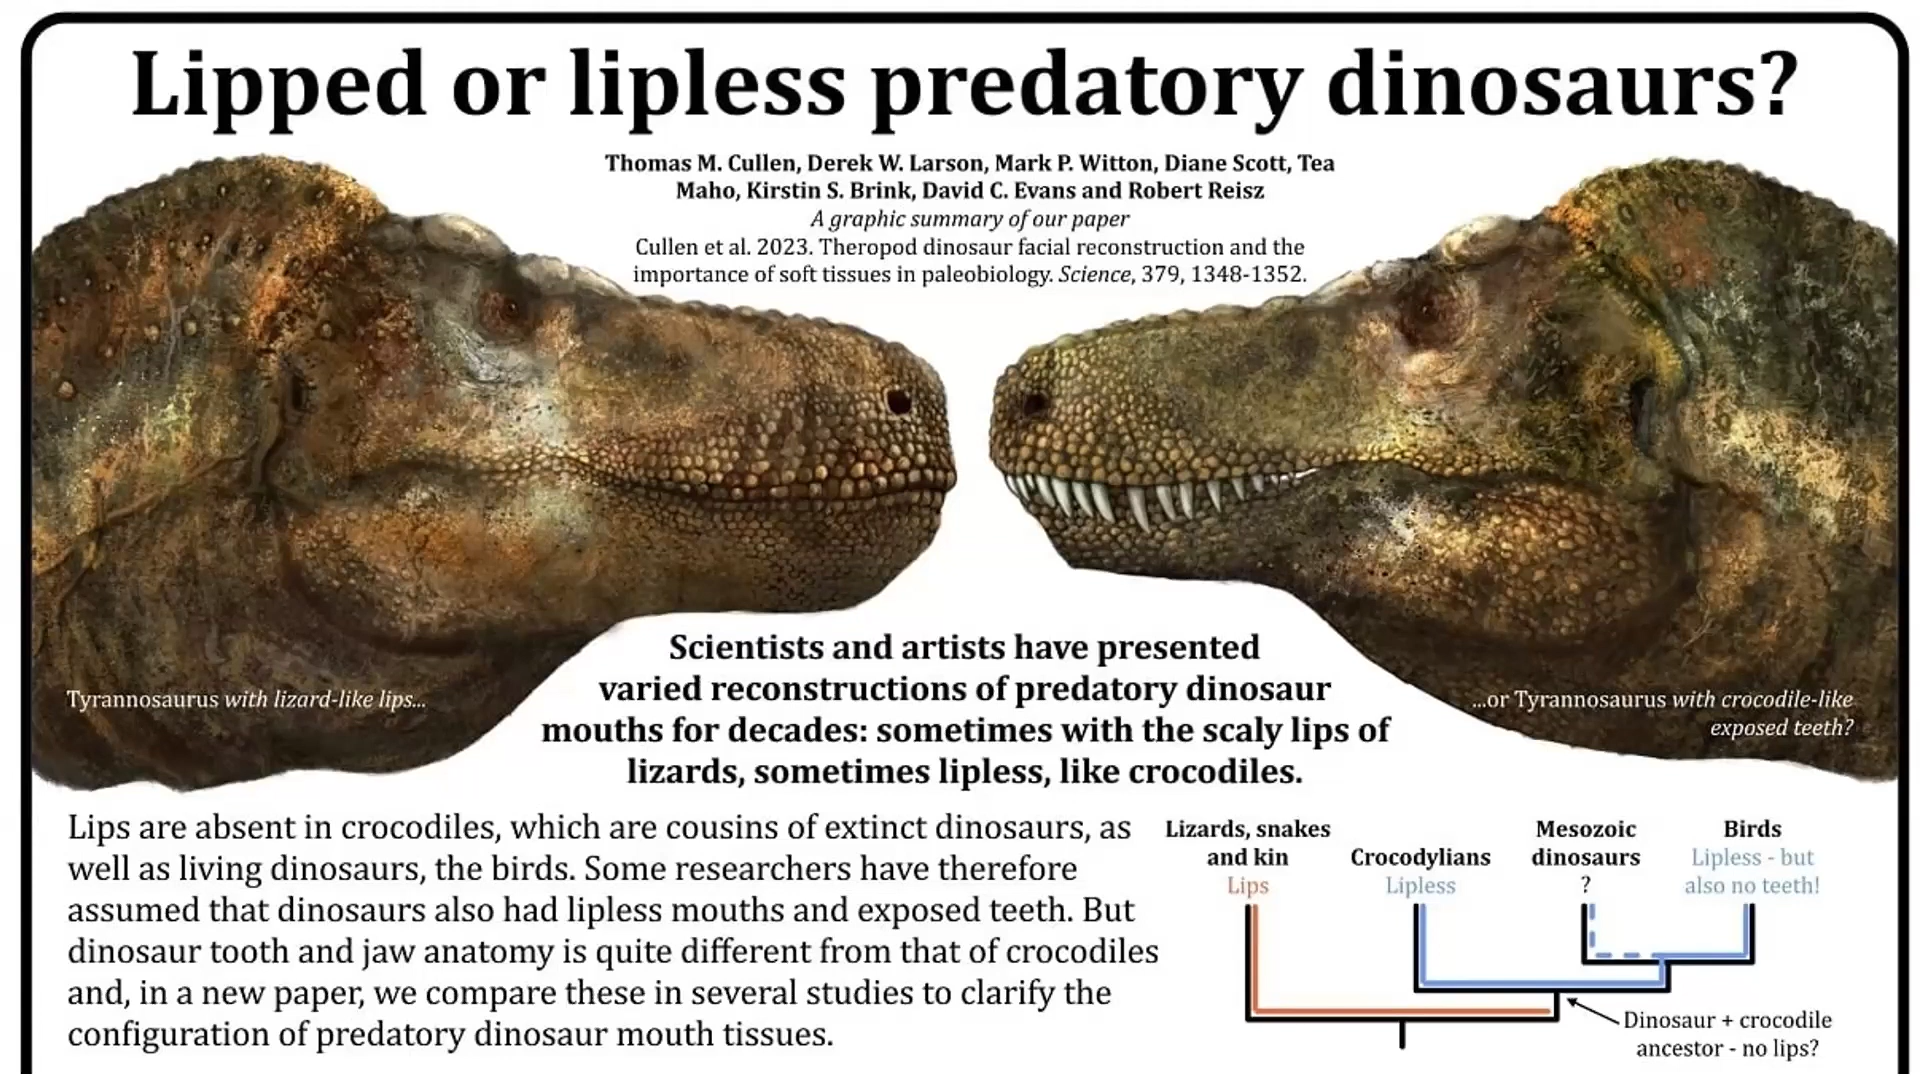 Lipped or lipless predatory dinosaurs?
Thomas M. Cullen, Derek W. Larson, Mark P. Witton, Diane Scott, Tea
Maho, Kirstin S. Brink, David C. Evans and Robert Reisz
A graphic summary of our paper
Cullen et al. 2023. Theropod dinosaur facial reconstruction and the
importance of soft tissues in paleobiology. Science, 379, 1348-1352.
Scientists and artists have presented
varied reconstructions of predatory dinosaur
mouths for decades: sometimes with the scaly lips of
lizards, sometimes lipless, like crocodiles.
Tyrannosaurus with lizard-like lips...
...or Tyrannosaurus with crocodile-like
exposed teeth?
Lips are absent in crocodiles, which are cousins of extinct dinosaurs, as
well as living dinosaurs, the birds. Some researchers have therefore
assumed that dinosaurs also had lipless mouths and exposed teeth. But
dinosaur tooth and jaw anatomy is quite different from that of crocodiles
and, in a new paper, we compare these in several studies to clarify the
configuration of predatory dinosaur mouth tissues.
Lizards, snakes
and kin
Lips
Crocodylians
Lipless
Mesozoic
dinosaurs
?
Birds
Lipless - but
also no teeth!
Dinosaur + crocodile
ancestor - no lips?